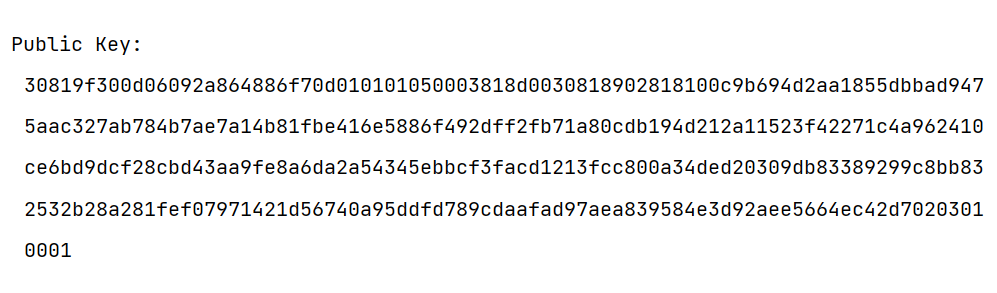 Public Key:
30819f300d06092a864886f70d010101050003818d0030818902818100c9b694d2aa1855dbbad947
5aac327ab784b7ae7a14b81fbe416e5886f492dff2fb71a80cdb194d212a11523f42271c4a962410
ce6bd9dcf28cbd43aa9fe8a6da2a54345ebbcf3facd1213fcc800a34ded20309db83389299c8bb83
2532b28a281fef07971421d56740a95ddfd789cdaafad97aea839584e3d92aee5664ec42d7020301
0001